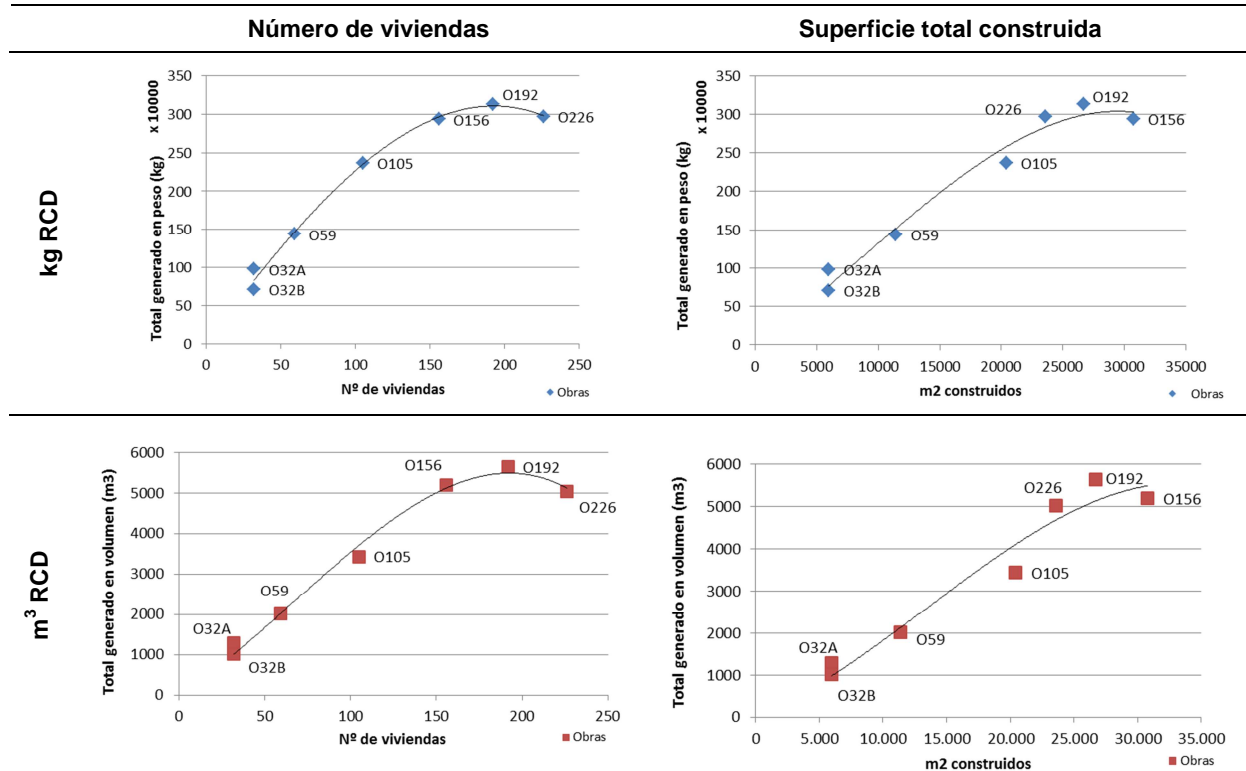 Número de viviendas
Superficie total construida
kg RCD
Total generado en peso (kg)
x 10000
350
300
250
200
150
100
50
0
0 50 100 150 200 250
Nº de viviendas
Obras
O192
O156
O226
O105
O59
O32A
O32B
Total generado en peso (kg)
x 10000
350
300
250
200
150
100
50
0
0 5000 10000 15000 20000 25000 30000 35000
m2 construidos
Obras
O192
O226
O156
O105
O59
O32A
O32B
m³ RCD
Total generado en volumen (m3)
6000
5000
4000
3000
2000
1000
0
0 50 100 150 200 250
Nº de viviendas
Obras
O156
O192
O226
O105
O59
O32A
O32B
Total generado en volumen (m3)
6000
5000
4000
3000
2000
1000
0
0 5.000 10.000 15.000 20.000 25.000 30.000 35.000
m2 construidos
Obras
O192
O226
O156
O105
O59
O32A
O32B